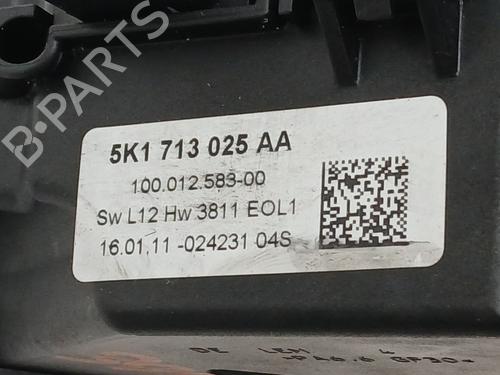 5K1 713 025 AA
100.012.583-00
Sw L12 Hw 3811 EOL1
16.01.11 -024231 04S
B-PARTS